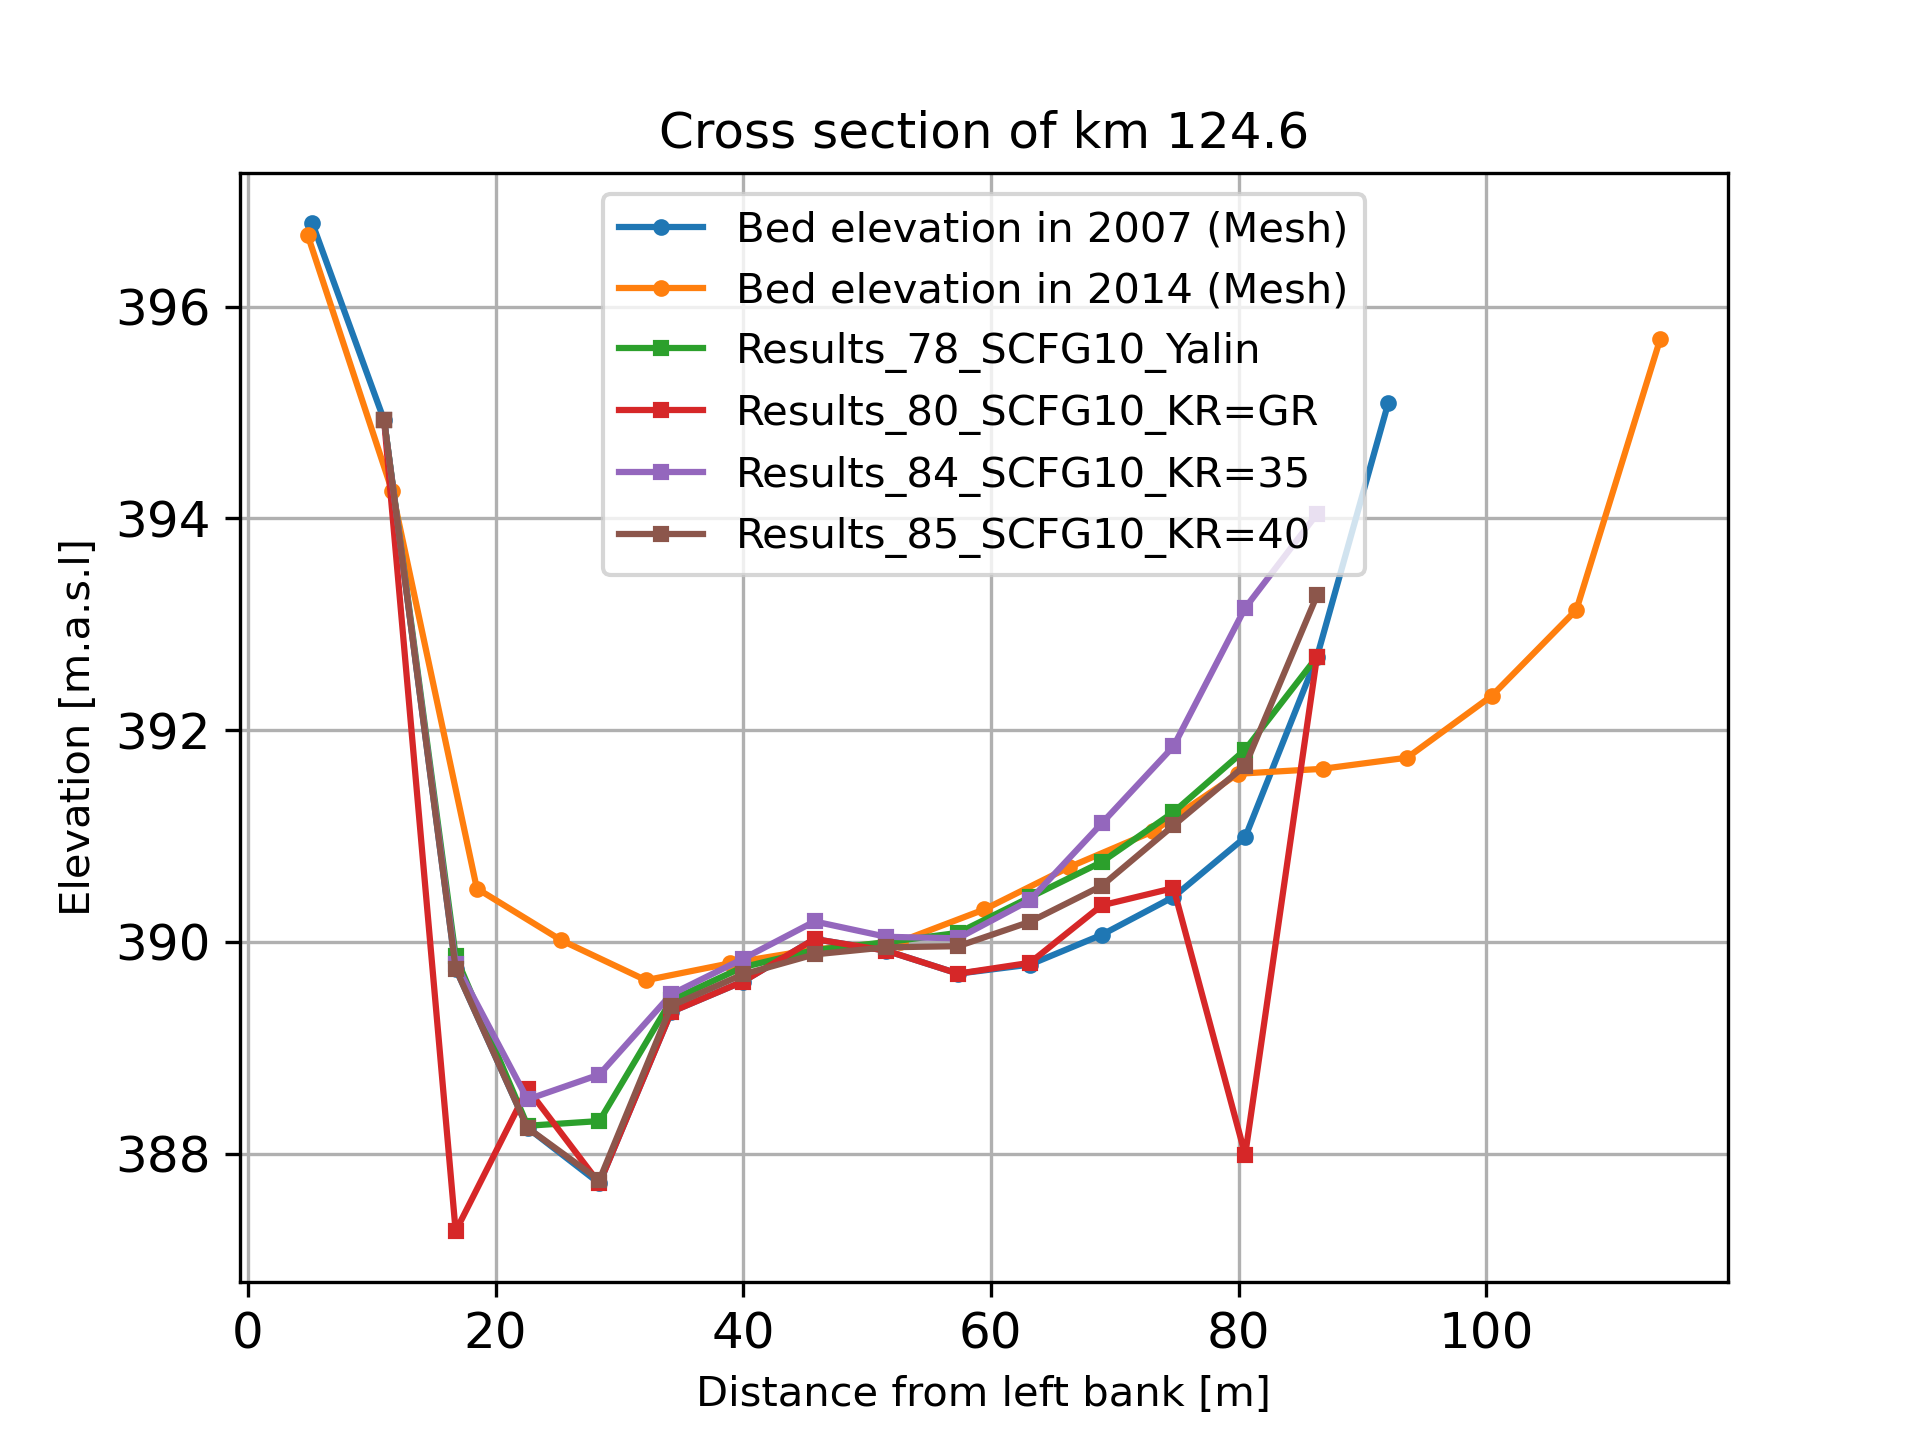 Cross section of km 124.6
Bed elevation in 2007 (Mesh)
Bed elevation in 2014 (Mesh)
Results_78_SCFG10_Yalin
Results_80_SCFG10_KR=GR
Results_84_SCFG10_KR=35
Results_85_SCFG10_KR=40
Elevation [m.a.s.l]
396
394
392
390
388
0 20 40 60 80 100
Distance from left bank [m]